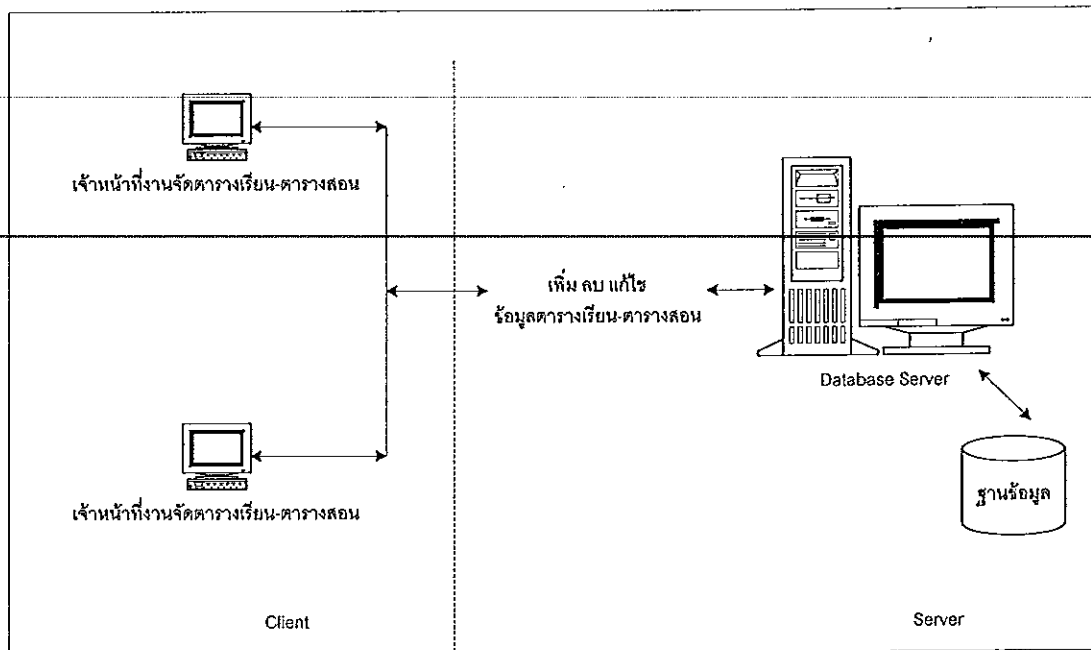 เจ้าหน้าที่งานจัดตารางเรียน-ตารางสอน
เพิ่ม ลบ แก้ไข
ข้อมูลตารางเรียน-ตารางสอน
Database Server
ฐานข้อมูล
เจ้าหน้าที่งานจัดตารางเรียน-ตารางสอน
Client
Server